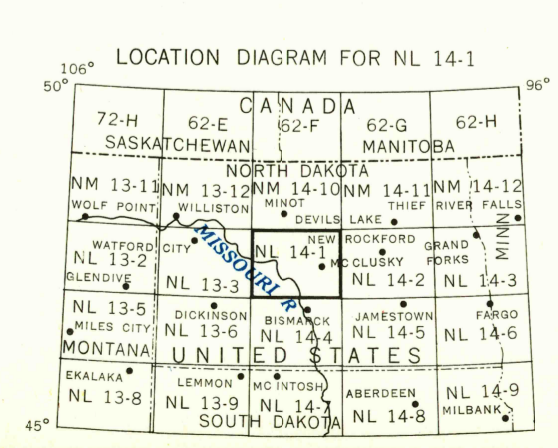 LOCATION DIAGRAM FOR NL 14-1
106°
96°
50°
CANADA
72-H
62-E
62-F
62-G
62-H
SASKATCHEWAN
MANITOBA
NORTH DAKOTA
NM 13-11
NM 13-12
NM 14-10
NM 14-11
NM 14-12
WOLF POINT
WILLISTON
MINOT
DEVILS LAKE
THIEF RIVER FALLS
MINN
WATFORD CITY
NL 13-2
GLENDIVE
NL 13-3
MISSOURI R
NEW ROCKFORD
NL 14-1
MC CLUSKY
NL 14-2
GRAND
FORKS
NL 14-3
NL 13-5
MILES CITY
DICKINSON
NL 13-6
BISMARCK
NL 14-4
JAMESTOWN
NL 14-5
FARGO
NL 14-6
MONTANA
UNITED STATES
EKALAKA
NL 13-8
LEMMON
NL 13-9
MC INTOSH
NL 14-7
ABERDEEN
NL 14-8
NL 14-9
MILBANK
SOUTH DAKOTA
45°